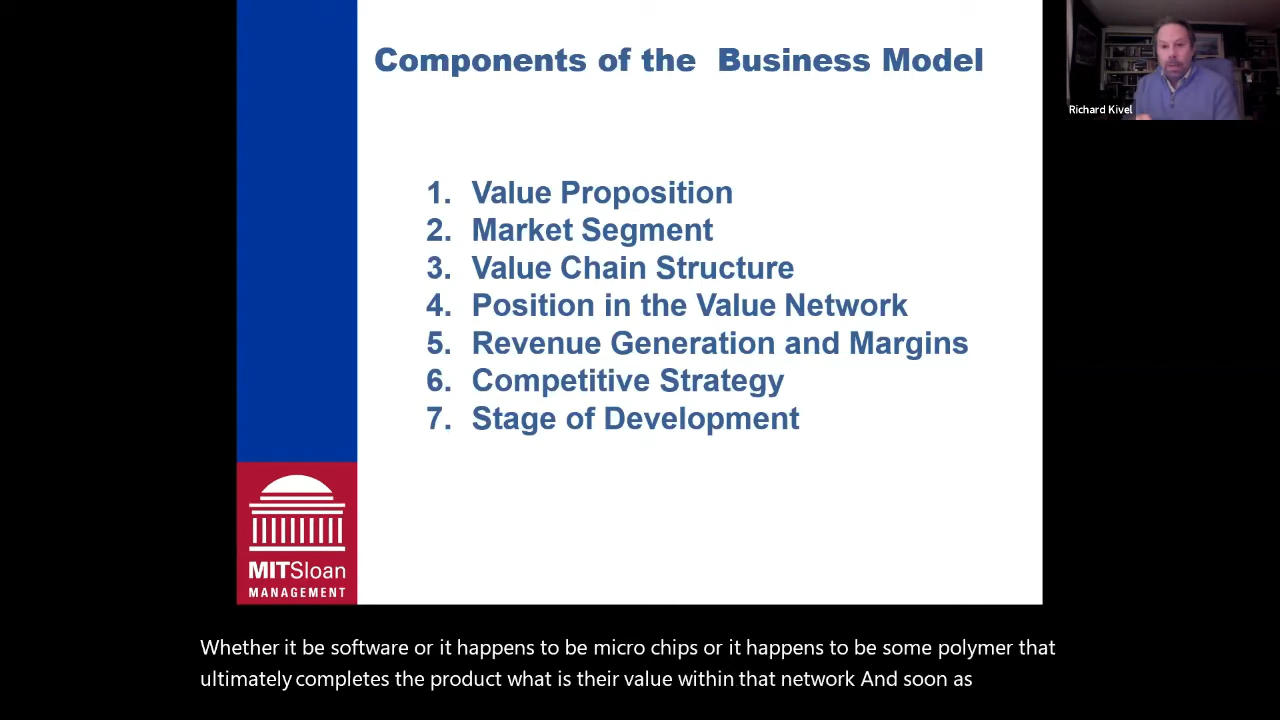 Components of the Business Model
Richard Kivel
1. Value Proposition
2. Market Segment
3. Value Chain Structure
4. Position in the Value Network
5. Revenue Generation and Margins
6. Competitive Strategy
7. Stage of Development
MITSloan
MANAGEMENT
Whether it be software or it happens to be micro chips or it happens to be some polymer that
ultimately completes the product what is their value within that network And soon as